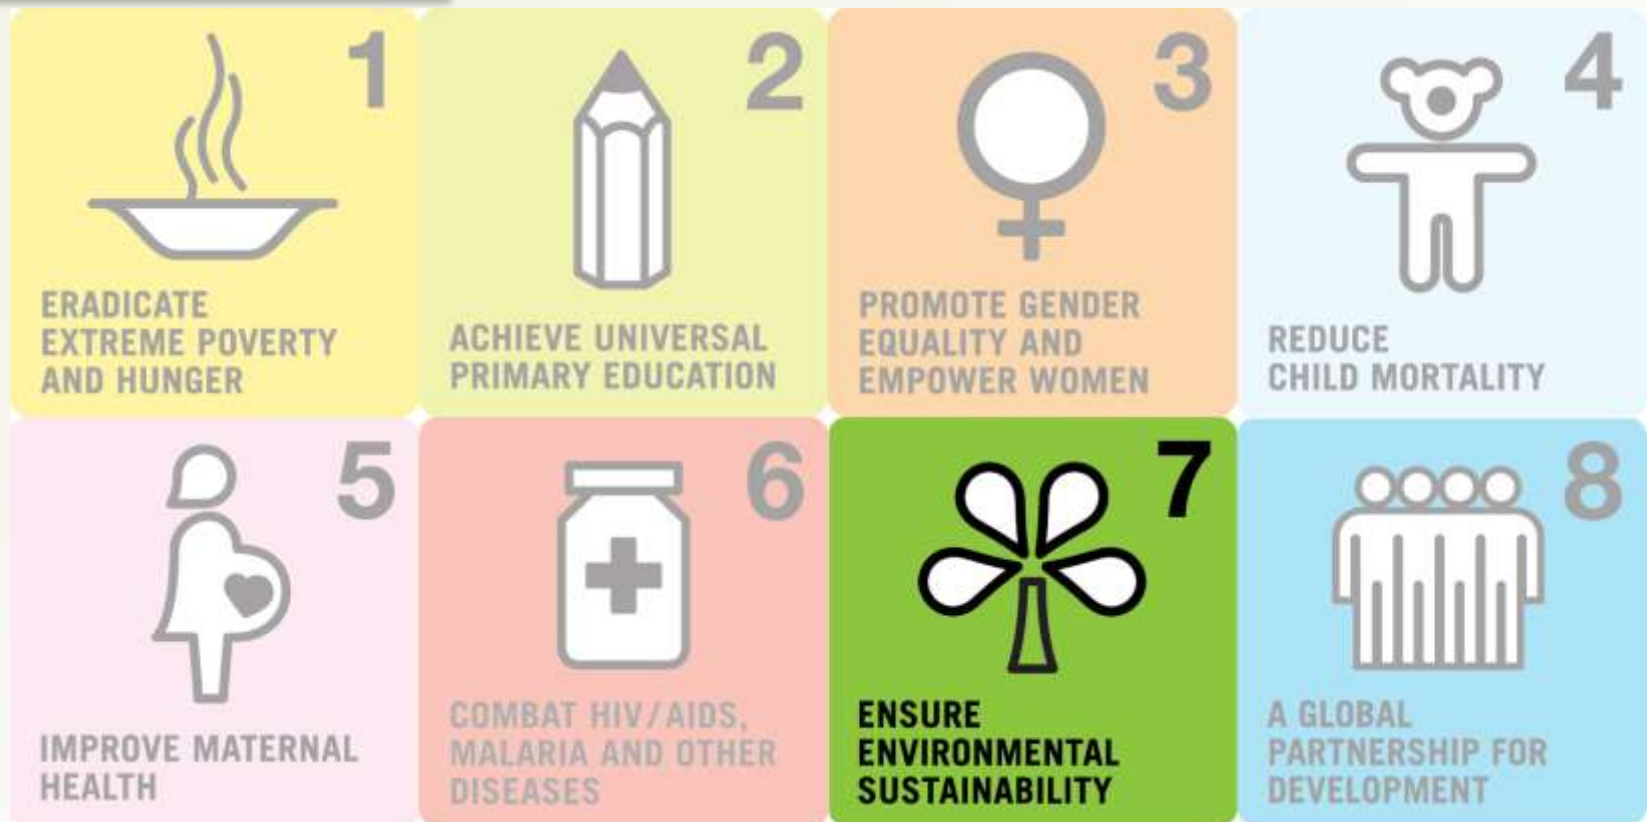 1
ERADICATE
EXTREME POVERTY
AND HUNGER
2
ACHIEVE UNIVERSAL
PRIMARY EDUCATION
3
PROMOTE GENDER
EQUALITY AND
EMPOWER WOMEN
4
REDUCE
CHILD MORTALITY
5
IMPROVE MATERNAL
HEALTH
6
COMBAT HIV/AIDS,
MALARIA AND OTHER
DISEASES
7
ENSURE
ENVIRONMENTAL
SUSTAINABILITY
8
A GLOBAL
PARTNERSHIP FOR
DEVELOPMENT